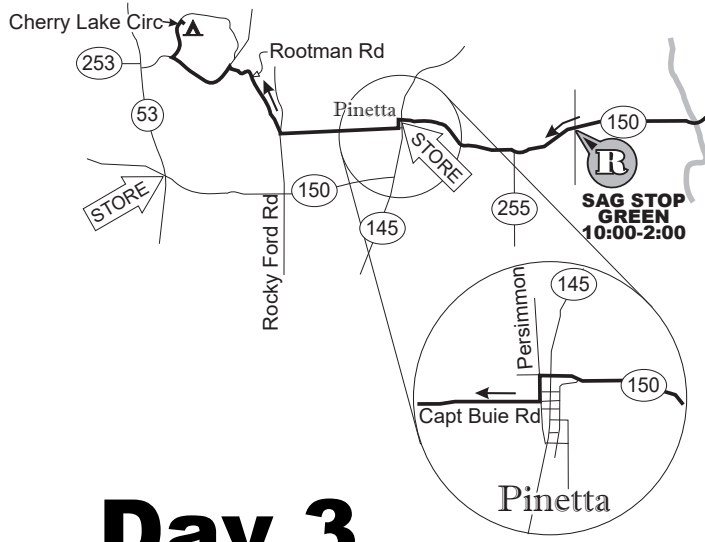 Cherry Lake Circ
253
53
Rootman Rd
Pinetta
150
R
SAG STOP
GREEN
10:00-2:00
STORE
STORE
150
145
255
Rocky Ford Rd
145
Persimmon
150
Capt Buie Rd
Pinetta
Day 3